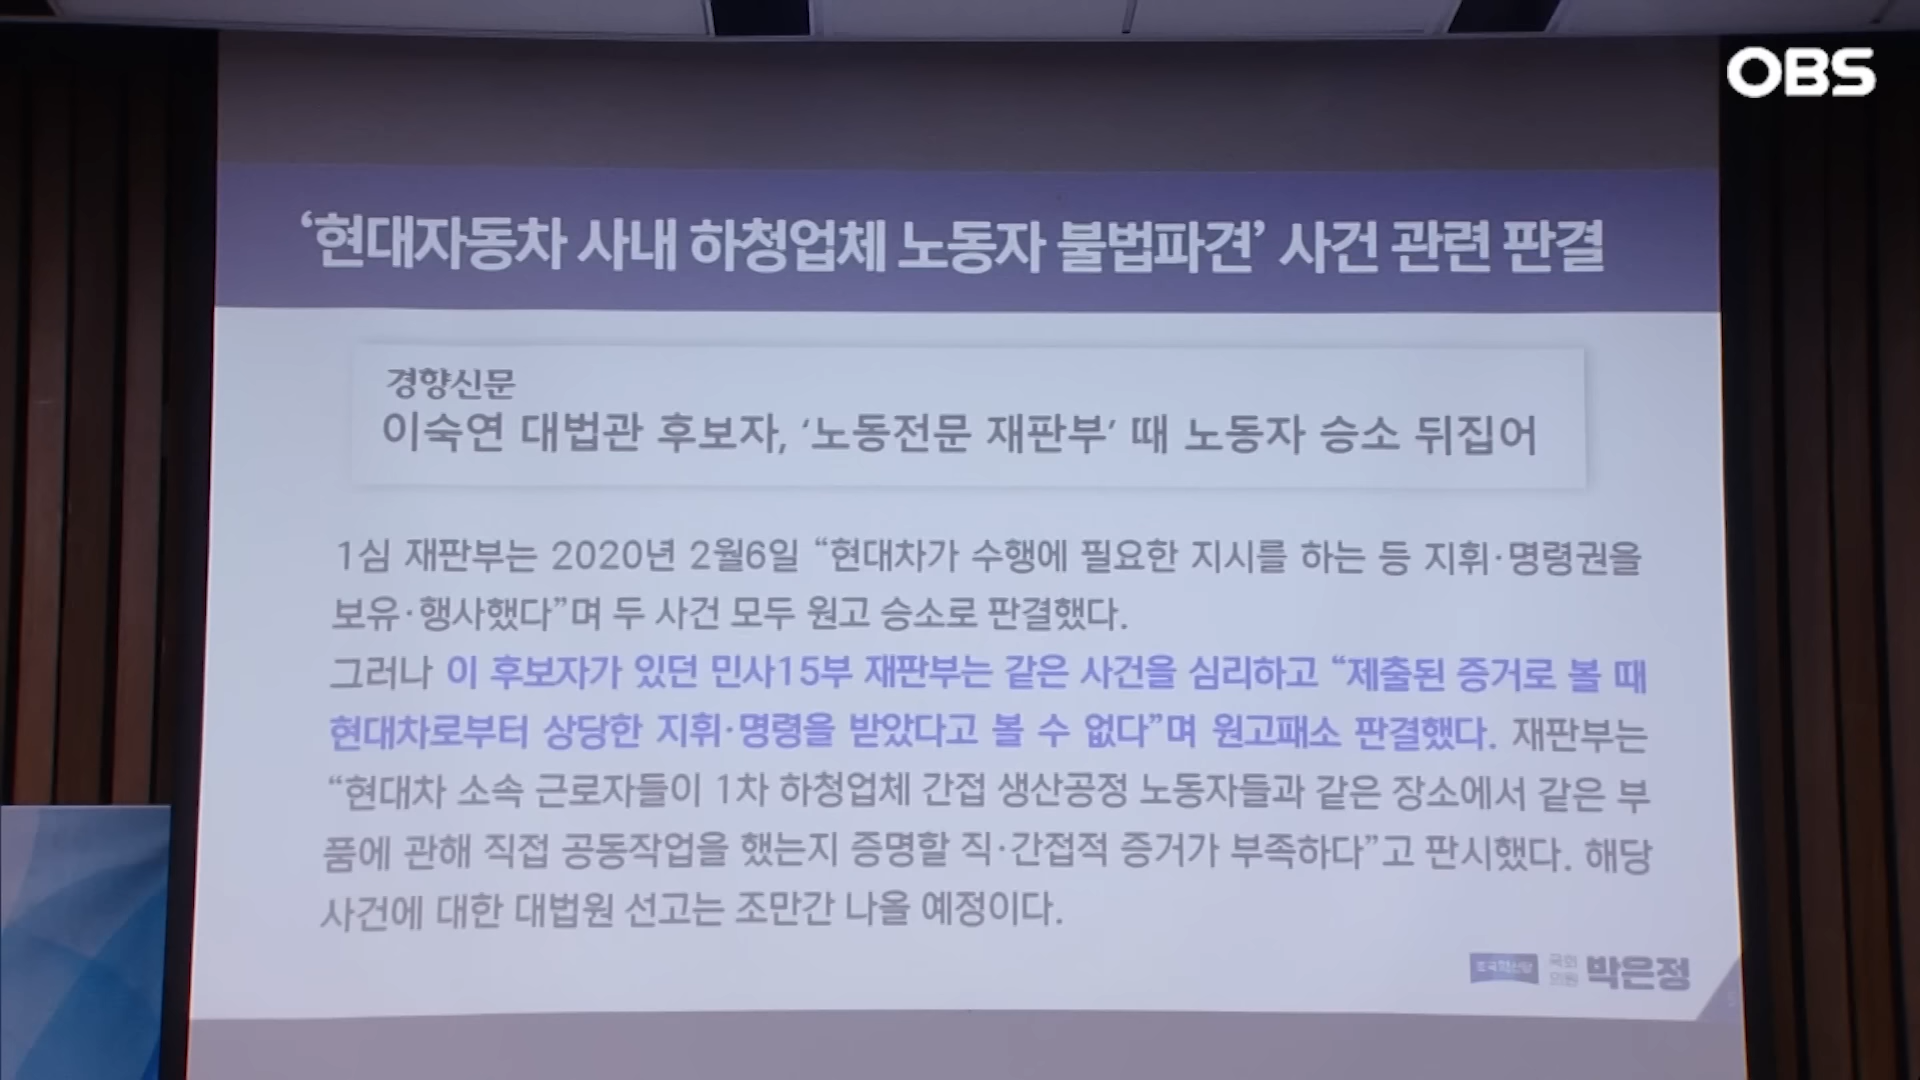 OBS
‘현대자동차 사내 하청업체 노동자 불법파견’ 사건 관련 판결
경향신문
이숙연 대법관 후보자, ‘노동전문 재판부’ 때 노동자 승소 뒤집어
1심 재판부는 2020년 2월6일 “현대차가 수행에 필요한 지시를 하는 등 지휘·명령권을
보유·행사했다”며 두 사건 모두 원고 승소로 판결했다.
그러나 이 후보자가 있던 민사15부 재판부는 같은 사건을 심리하고 “제출된 증거로 볼 때
현대차로부터 상당한 지휘·명령을 받았다고 볼 수 없다”며 원고패소 판결했다. 재판부는
“현대차 소속 근로자들이 1차 하청업체 간접 생산공정 노동자들과 같은 장소에서 같은 부
품에 관해 직접 공동작업을 했는지 증명할 직·간접적 증거가 부족하다”고 판시했다. 해당
사건에 대한 대법원 선고는 조만간 나올 예정이다.
조국혁신당 국회의원 박은정